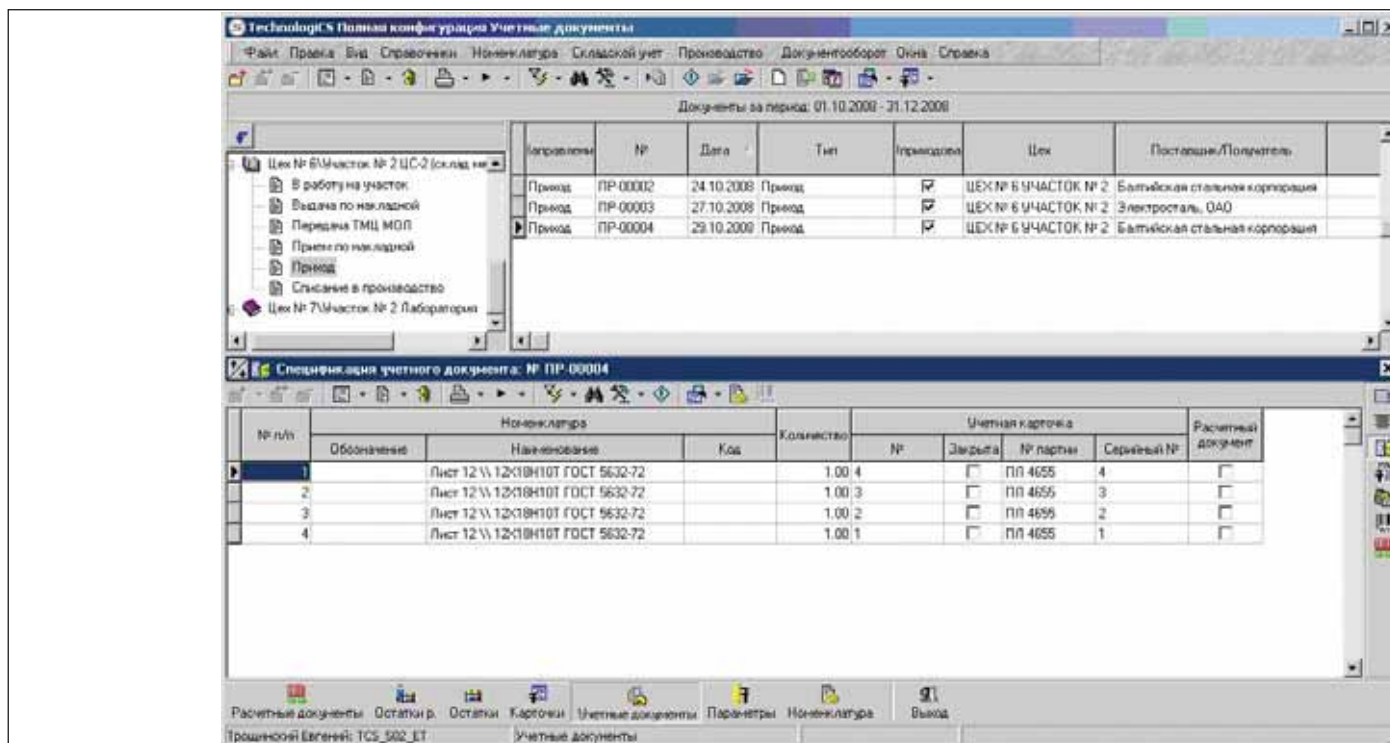 TechnologiCS Полная конфигурация Учетные документы
Файл Правка Вид Справочники Номенклатура Складской учет Производство Документооборот Окна Справка
Документы за период: 01.10.2008 - 31.12.2008
Цех № 6\Участок № 2 ЦС-2 (склад
В работу на участок
Выдача по накладной
Передача ТМЦ МОЛ
Прием по накладной
Приход
Списание в производство
Цех № 7\Участок № 2 Лаборатория
№ Дата Тип Цех Поставщик/Получатель
Приход ПР-00002 24.10.2008 Приход ЦЕХ № 6 УЧАСТОК № 2 Балтийская стальная корпорация
Приход ПР-00003 27.10.2008 Приход ЦЕХ № 6 УЧАСТОК № 2 Электросталь, ОАО
Приход ПР-00004 29.10.2008 Приход ЦЕХ № 6 УЧАСТОК № 2 Балтийская стальная корпорация
Спецификация учетного документа: № ПР-00004
№ п/п Номенклатура Количество Учетная карточка Расчетный документ
Обозначение Наименование Код № Закрыта № партии Серийный №
1 Лист 12 \\ 12Х18Н10Т ГОСТ 5632-72 1.00 4 ПЛ 4655 4
2 Лист 12 \\ 12Х18Н10Т ГОСТ 5632-72 1.00 3 ПЛ 4655 3
3 Лист 12 \\ 12Х18Н10Т ГОСТ 5632-72 1.00 2 ПЛ 4655 2
4 Лист 12 \\ 12Х18Н10Т ГОСТ 5632-72 1.00 1 ПЛ 4655 1
Расчетные документы Остатки р. Остатки Карточки Учетные документы Параметры Номенклатура Выход
Трошинский Евгений: TCS_502_ET Учетные документы